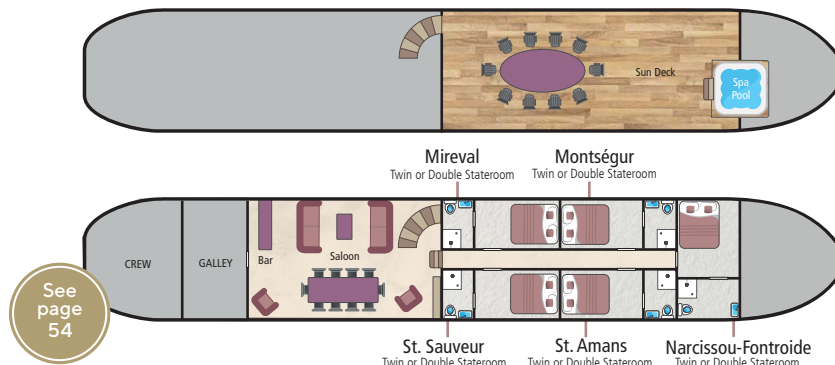 Sun Deck
Spa
Pool
Mireval
Twin or Double Stateroom
Montségur
Twin or Double Stateroom
CREW
GALLEY
Bar
Saloon
See
page
54
St. Sauveur
Twin or Double Stateroom
St. Amans
Twin or Double Stateroom
Narcissou-Fontroide
Twin or Double Stateroom